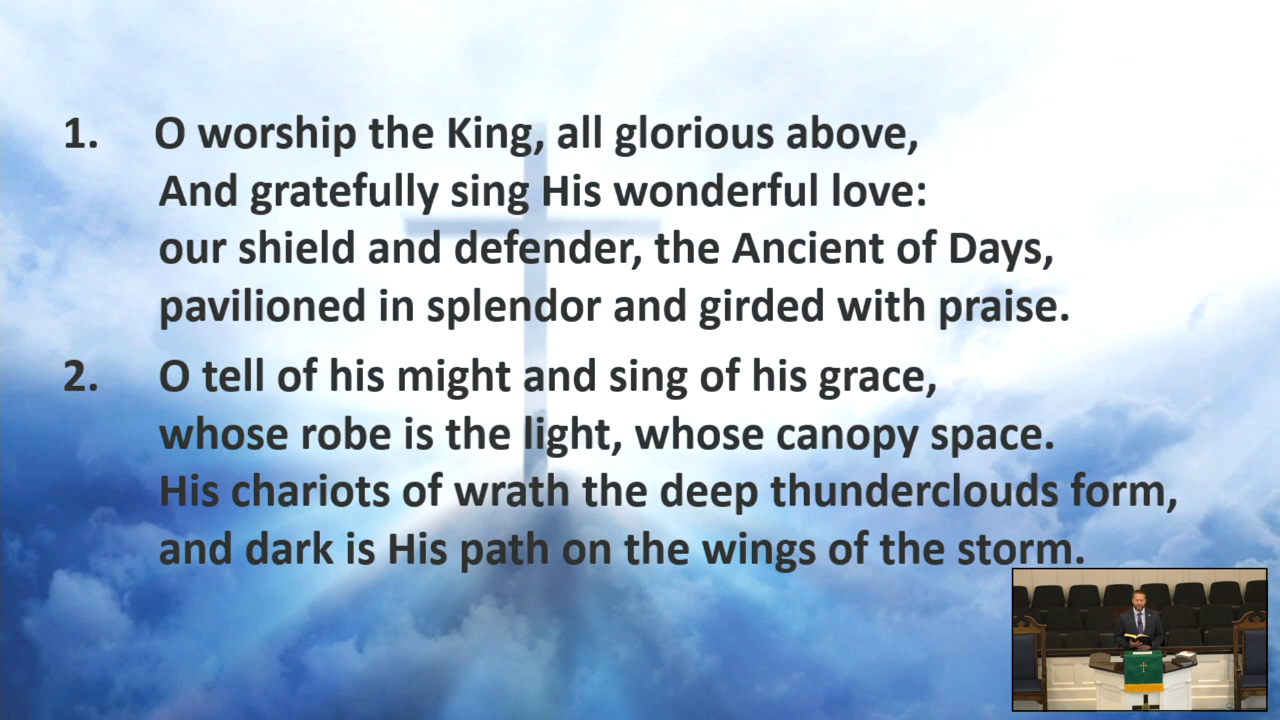 1. O worship the King, all glorious above,
And gratefully sing His wonderful love:
our shield and defender, the Ancient of Days,
pavilioned in splendor and girded with praise.
2. O tell of his might and sing of his grace,
whose robe is the light, whose canopy space.
His chariots of wrath the deep thunderclouds form,
and dark is His path on the wings of the storm.